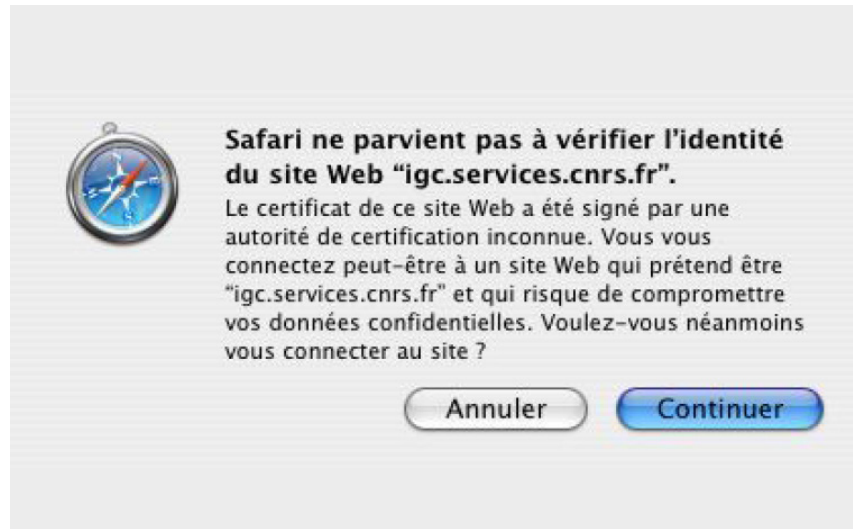 Safari ne parvient pas à vérifier l'identité
du site Web “igc.services.cnrs.fr”.
Le certificat de ce site Web a été signé par une
autorité de certification inconnue. Vous vous
connectez peut-être à un site Web qui prétend être
“igc.services.cnrs.fr” et qui risque de compromettre
vos données confidentielles. Voulez-vous néanmoins
vous connecter au site ?
Annuler
Continuer